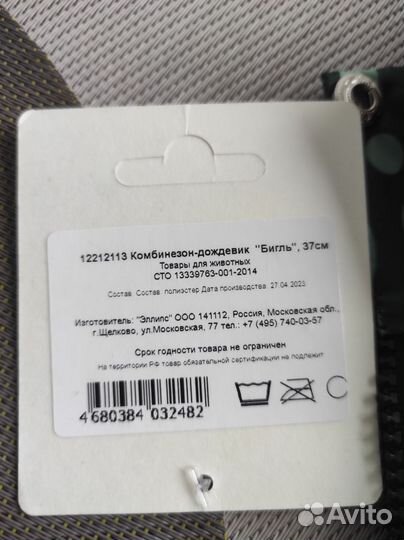 12212113 Комбинезон-дождевик "Бигль", 37см
Товары для животных
СТО 13339763-001-2014
Состав Состав: полиэстер Дата производства 27.04.2023
Изготовитель: "Эллипс" ООО 141112, Россия, Московская обл.,
г.Щелково, ул.Московская, 77 тел.: +7 (495) 740-03-57
Срок годности товара не ограничен
На территории РФ товар обязательной сертификации не подлежит
4 680384 032482
Avito